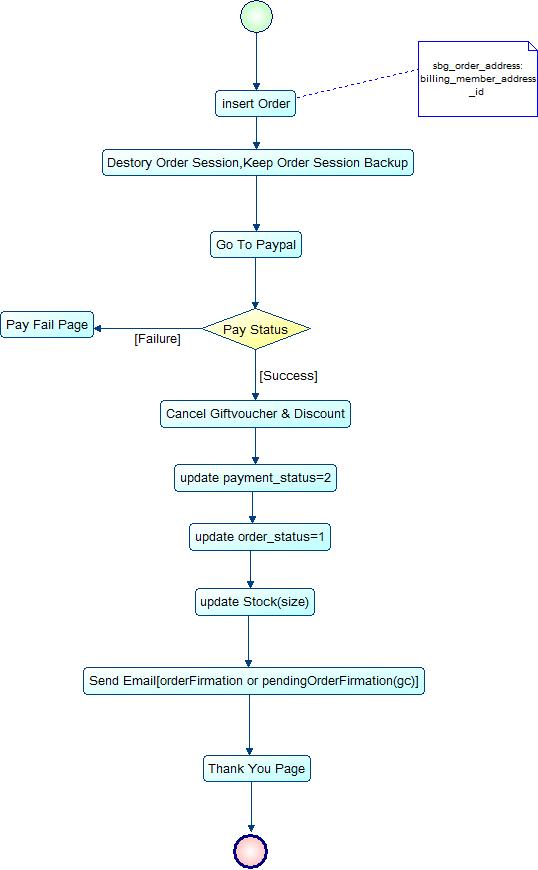 sbg_order_address:
billing_member_address
_id
insert Order
Destory Order Session,Keep Order Session Backup
Go To Paypal
Pay Status
Pay Fail Page
[Failure]
[Success]
Cancel Giftvoucher & Discount
update payment_status=2
update order_status=1
update Stock(size)
Send Email[orderFirmation or pendingOrderFirmation(gc)]
Thank You Page